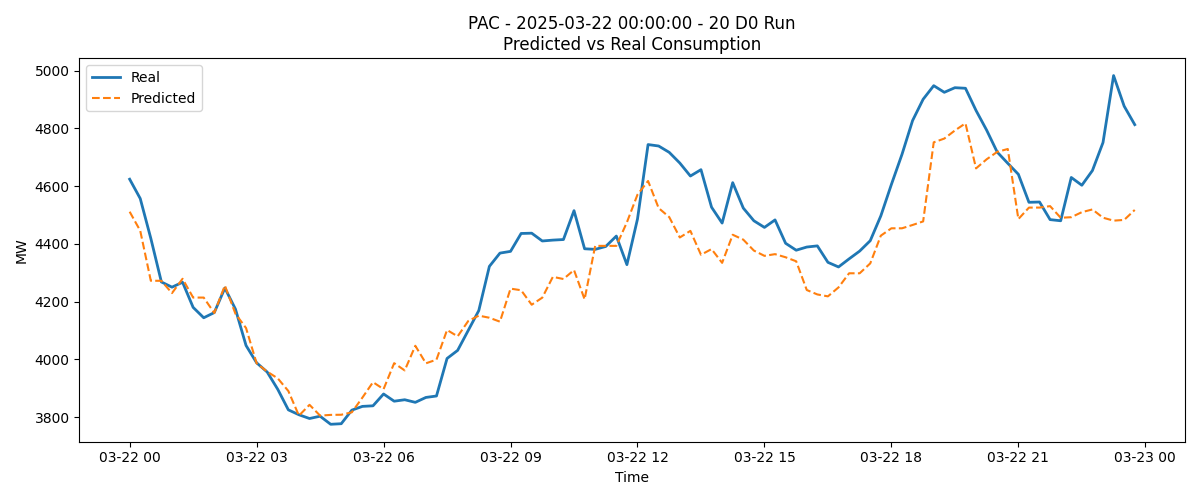 PAC - 2025-03-22 00:00:00 - 20 D0 Run
Predicted vs Real Consumption
Real
Predicted
5000
4800
4600
4400
4200
4000
3800
MW
03-22 00
03-22 03
03-22 06
03-22 09
03-22 12
03-22 15
03-22 18
03-22 21
03-23 00
Time